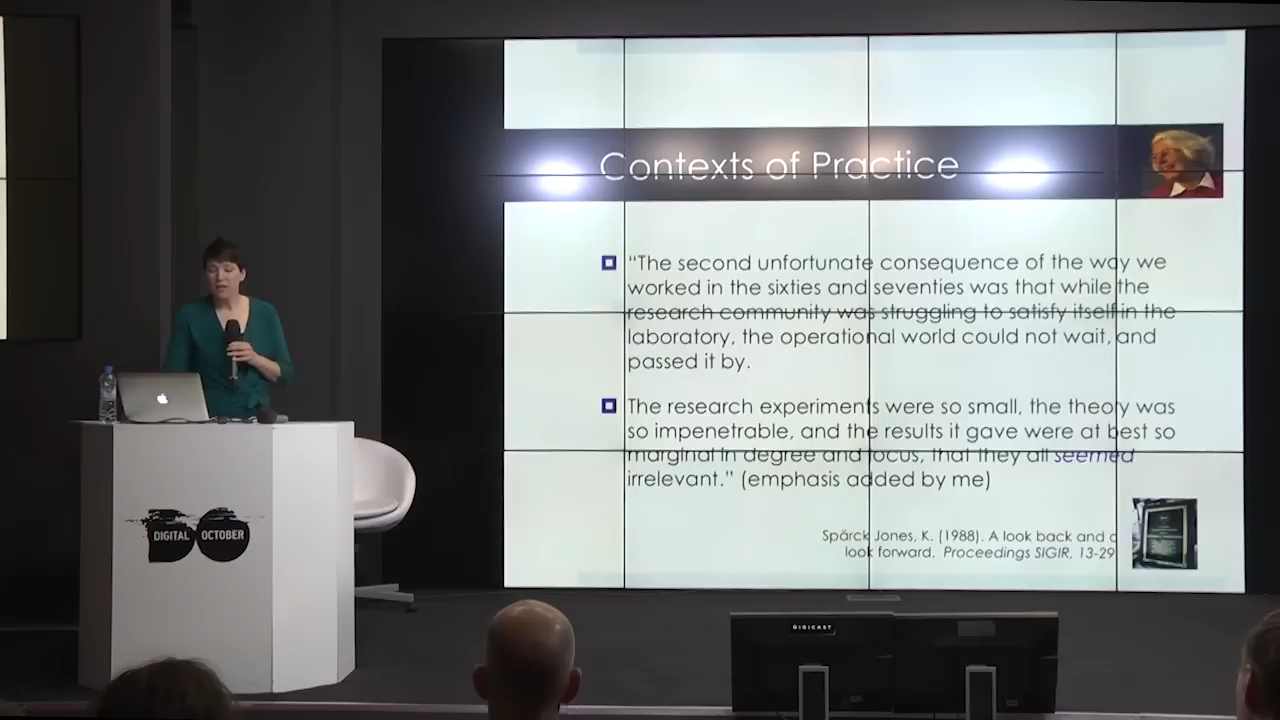 Contexts of Practice
“The second unfortunate consequence of the way we
worked in the sixties and seventies was that while the
research community was struggling to satisfy itself in the
laboratory, the operational world could not wait, and
passed it by.
The research experiments were so small, the theory was
so impenetrable, and the results it gave were at best so
marginal in degree and focus, that they all seemed
irrelevant.” (emphasis added by me)
Spärck Jones, K. (1988). A look back and a
look forward. Proceedings SIGIR, 13-29
DIGITAL OCTOBER
DIGICAST